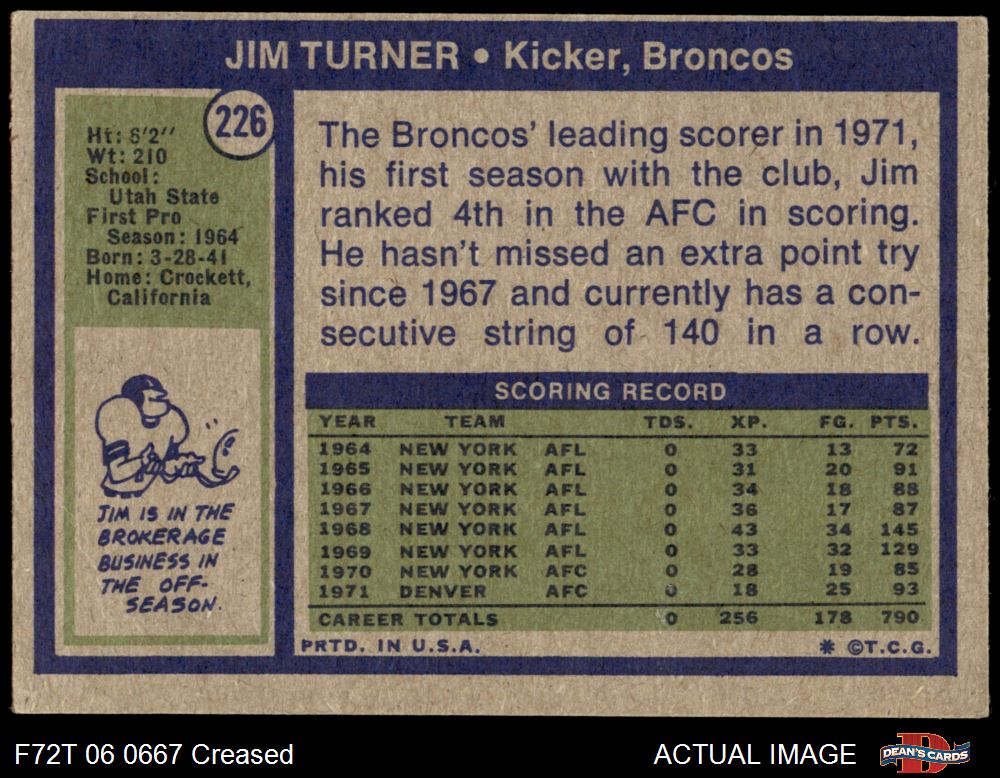 JIM TURNER • Kicker, Broncos
226
Ht: 6'2"
Wt: 210
School:
Utah State
First Pro
Season: 1964
Born: 3-28-41
Home: Crockett,
California
JIM IS IN THE
BROKERAGE
BUSINESS IN
THE OFF-
SEASON.
The Broncos' leading scorer in 1971,
his first season with the club, Jim
ranked 4th in the AFC in scoring.
He hasn't missed an extra point try
since 1967 and currently has a con-
secutive string of 140 in a row.
SCORING RECORD
YEAR TEAM TDS. XP. FG. PTS.
1964 NEW YORK AFL 0 33 13 72
1965 NEW YORK AFL 0 31 20 91
1966 NEW YORK AFL 0 34 18 88
1967 NEW YORK AFL 0 36 17 87
1968 NEW YORK AFL 0 43 34 145
1969 NEW YORK AFL 0 33 32 129
1970 NEW YORK AFC 0 28 19 85
1971 DENVER AFC 0 18 25 93
CAREER TOTALS 0 256 178 790
PRTD. IN U.S.A. * ©T.C.G.
F72T 06 0667 Creased ACTUAL IMAGE
DEAN'S CARDS